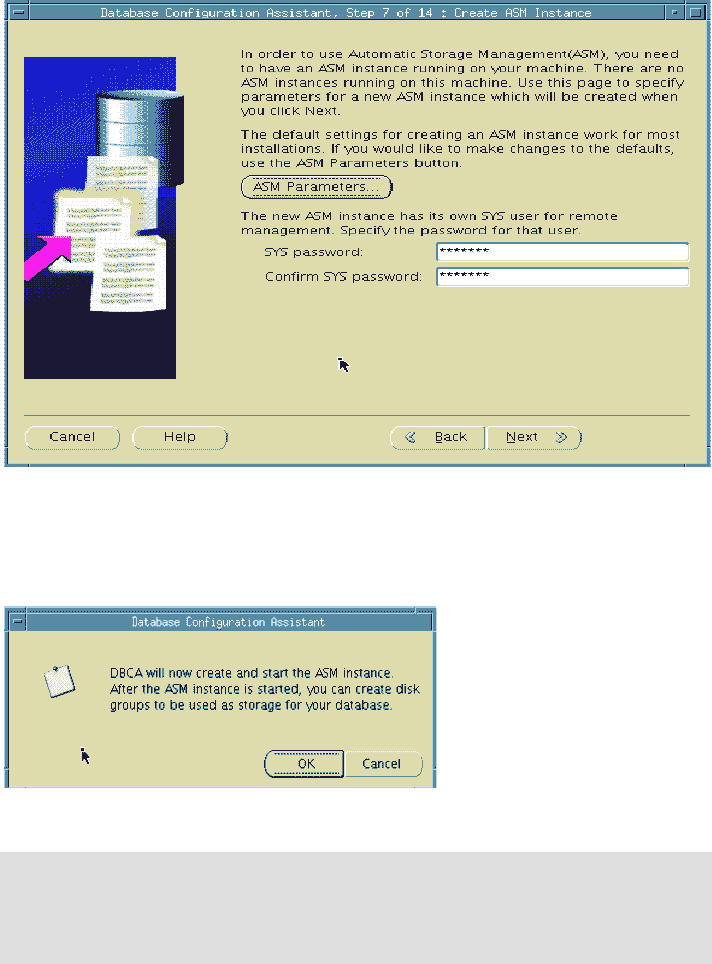 Database Configuration Assistant, Step 7 of 14 : Create ASM Instance
In order to use Automatic Storage Management(ASM), you need
to have an ASM instance running on your machine. There are no
ASM instances running on this machine. Use this page to specify
parameters for a new ASM instance which will be created when
you click Next.
The default settings for creating an ASM instance work for most
installations. If you would like to make changes to the defaults,
use the ASM Parameters button.
ASM Parameters...
The new ASM instance has its own SYS user for remote
management. Specify the password for that user.
SYS password: *******
Confirm SYS password: *******
Cancel Help Back Next
Database Configuration Assistant
DBCA will now create and start the ASM instance.
After the ASM instance is started, you can create disk
groups to be used as storage for your database.
OK Cancel